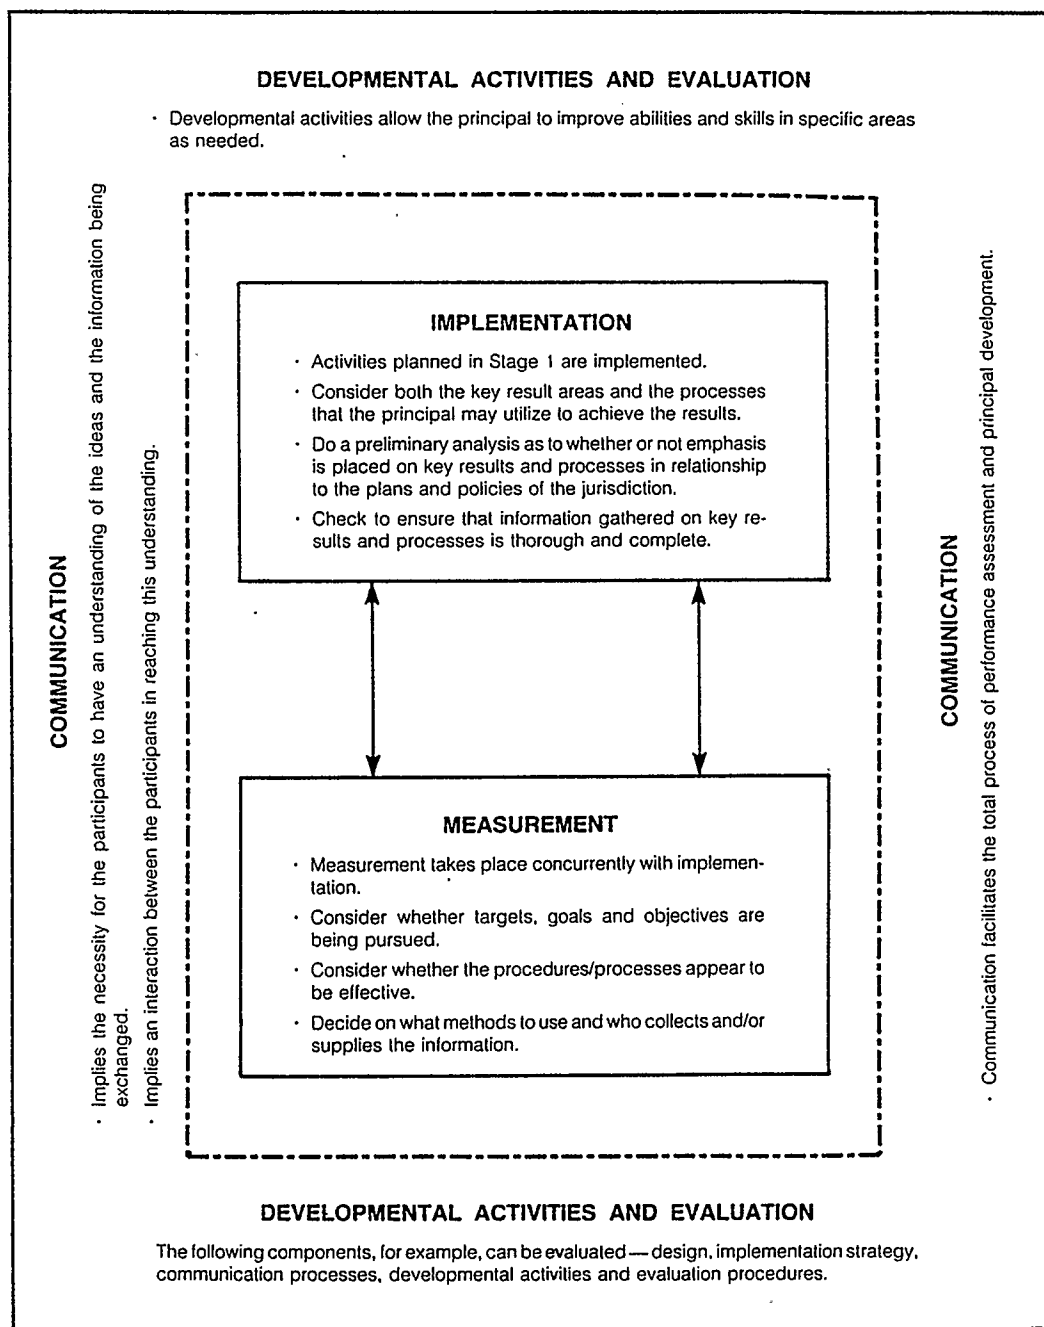 DEVELOPMENTAL ACTIVITIES AND EVALUATION
· Developmental activities allow the principal to improve abilities and skills in specific areas
as needed.
COMMUNICATION
· Implies the necessity for the participants to have an understanding of the ideas and the information being
exchanged.
· Implies an interaction between the participants in reaching this understanding.
IMPLEMENTATION
· Activities planned in Stage 1 are implemented.
· Consider both the key result areas and the processes
that the principal may utilize to achieve the results.
· Do a preliminary analysis as to whether or not emphasis
is placed on key results and processes in relationship
to the plans and policies of the jurisdiction.
· Check to ensure that information gathered on key re-
sults and processes is thorough and complete.
MEASUREMENT
· Measurement takes place concurrently with implemen-
tation.
· Consider whether targets, goals and objectives are
being pursued.
· Consider whether the procedures/processes appear to
be effective.
· Decide on what methods to use and who collects and/or
supplies the information.
COMMUNICATION
· Communication facilitates the total process of performance assessment and principal development.
DEVELOPMENTAL ACTIVITIES AND EVALUATION
The following components, for example, can be evaluated — design, implementation strategy,
communication processes, developmental activities and evaluation procedures.